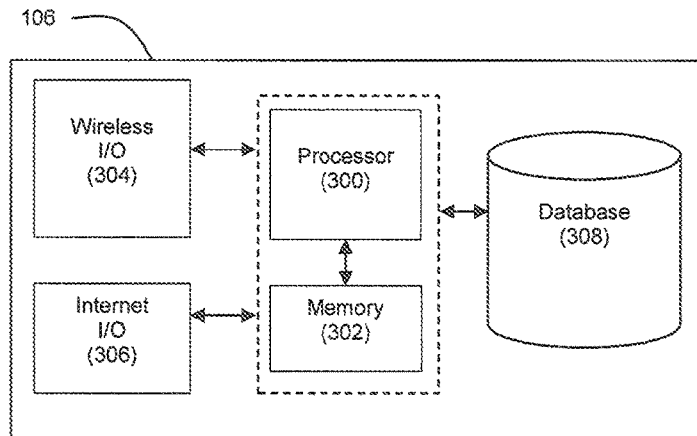 106
Wireless
I/O
(304)
Processor
(300)
Database
(308)
Internet
I/O
(306)
Memory
(302)